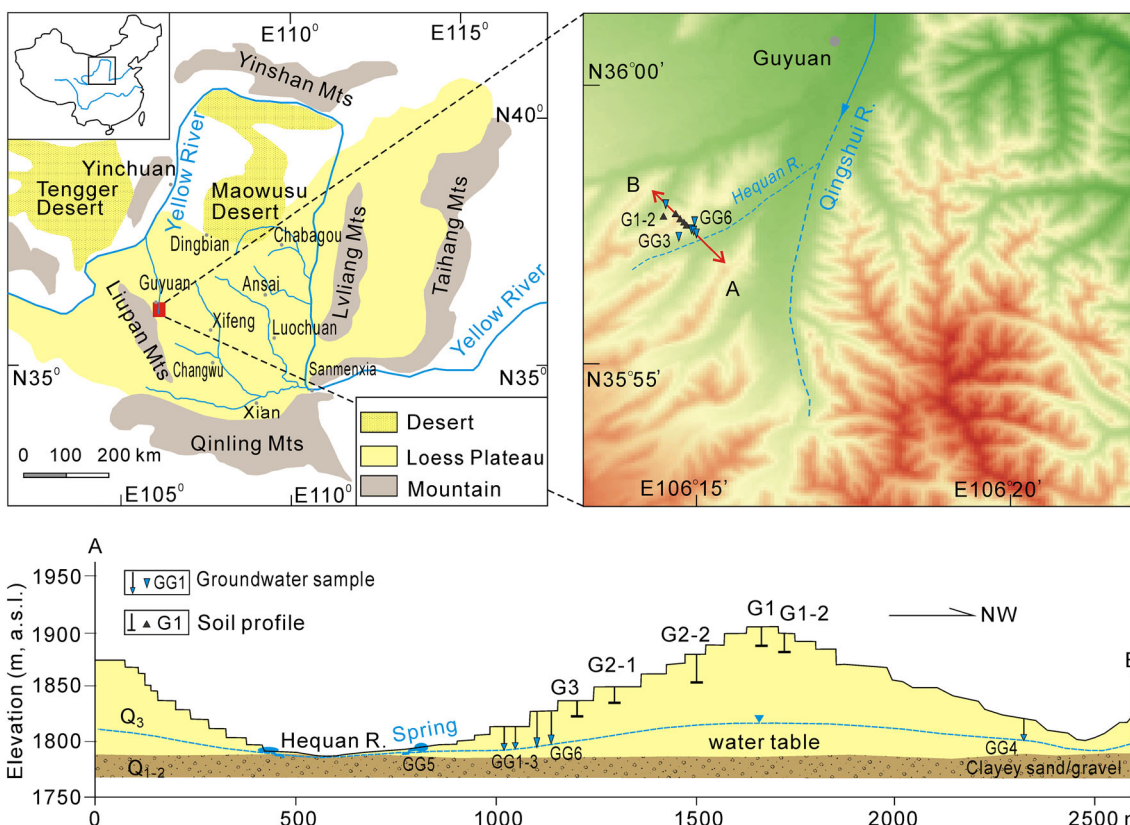 E110°
E115°
Yinshan Mts
N40°
Yellow River
Yinchuan
Tengger
Desert
Maowusu
Desert
Dingbian
Chabagou
Guyuan
Ansai
Lvliang Mts
Taihang Mts
Liupan Mts
Xifeng
Luochuan
Yellow River
Changwu
Sanmenxia
N35°
N35°
Xian
Qinling Mts
0 100 200 km
Desert
Loess Plateau
Mountain
E105°
E110°
Guyuan
N36°00'
Qingshui R.
Hequan R.
B
G1-2
GG6
GG3
A
N35°55'
E106°15'
E106°20'
A
Elevation (m, a.s.l.)
1950
1900
1850
1800
1750
GG1 Groundwater sample
G1 Soil profile
G1
G1-2
NW
G2-2
G2-1
G3
Q3
Spring
Hequan R.
water table
GG6
GG5
GG1-3
GG4
Q1-2
Clayey sand/gravel
0 500 1000 1500 2000 2500